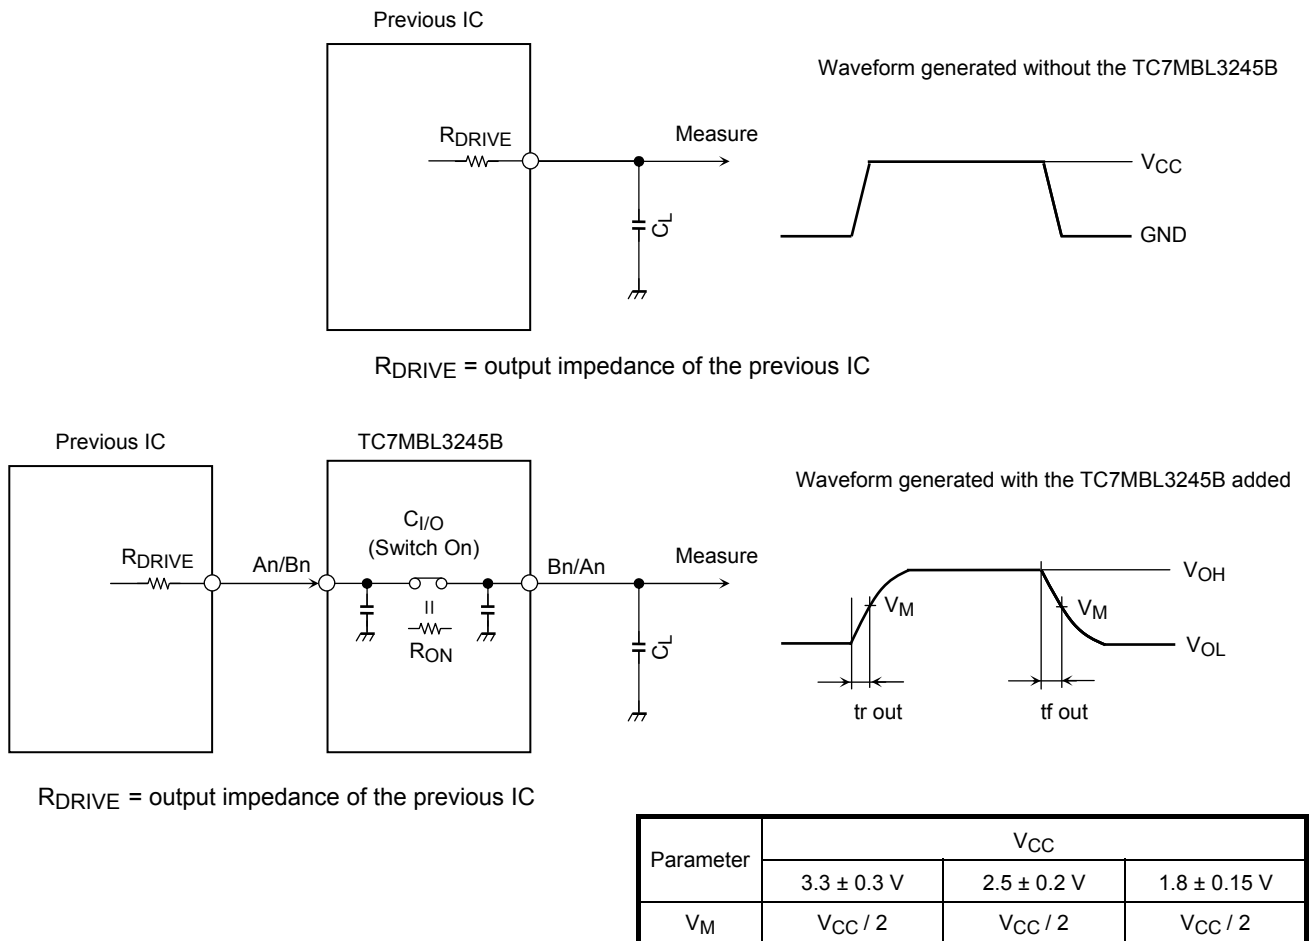 Previous IC
Waveform generated without the TC7MBL3245B
RDRIVE
Measure
VCC
CL
GND
RDRIVE = output impedance of the previous IC
Previous IC
TC7MBL3245B
Waveform generated with the TC7MBL3245B added
CI/O
(Switch On)
RDRIVE
An/Bn
Bn/An
Measure
VOH
VM
VM
RON
CL
VOL
tr out
tf out
RDRIVE = output impedance of the previous IC
Parameter
VCC
3.3 ± 0.3 V
2.5 ± 0.2 V
1.8 ± 0.15 V
VM
VCC / 2
VCC / 2
VCC / 2